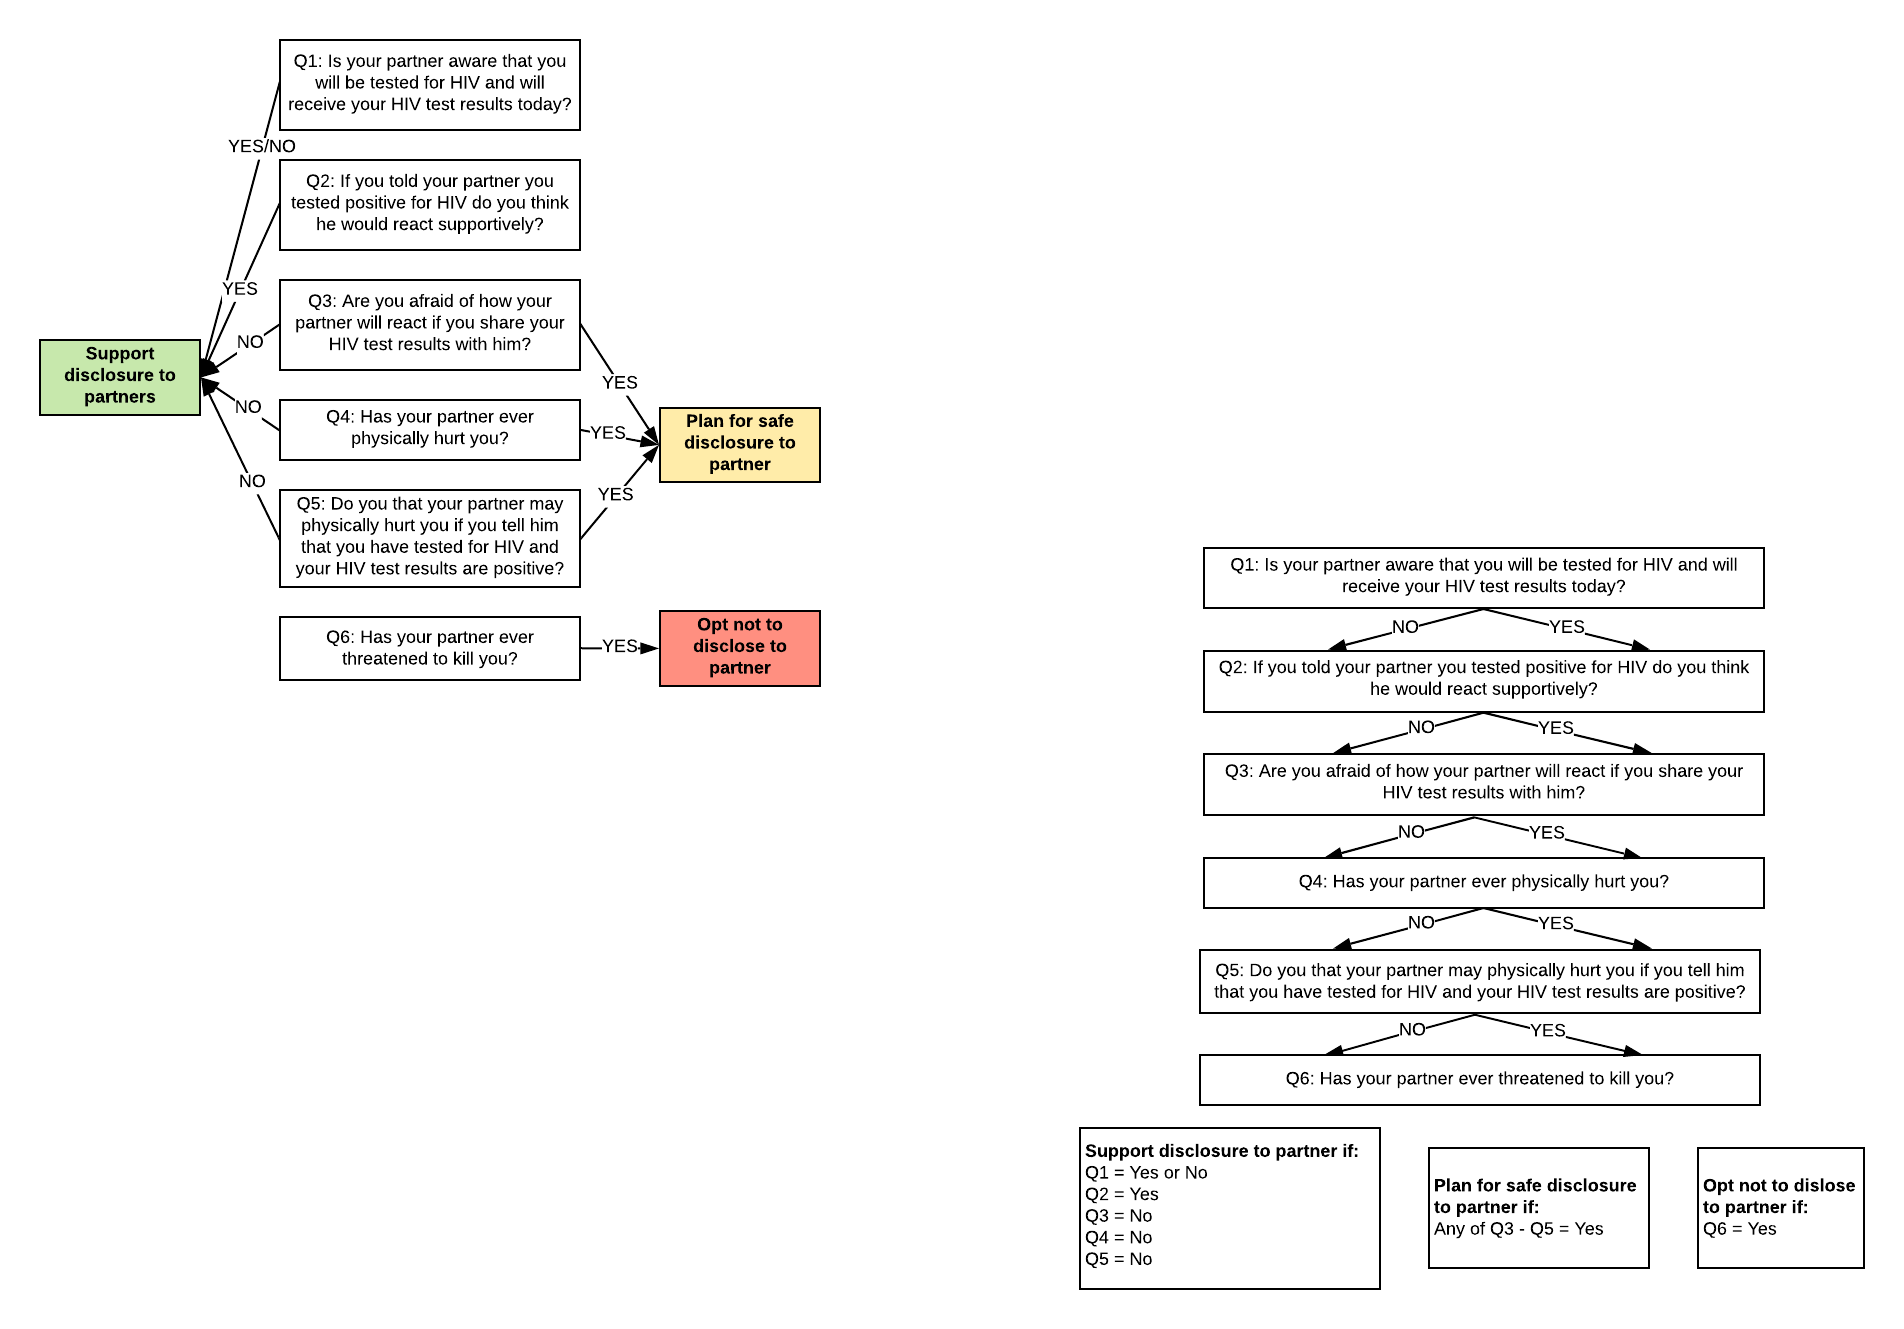 Q1: Is your partner aware that you
will be tested for HIV and will
receive your HIV test results today?
YES/NO
Q2: If you told your partner you
tested positive for HIV do you think
he would react supportively?
YES
Q3: Are you afraid of how your
partner will react if you share your
HIV test results with him?
NO
YES
Support
disclosure to
partners
Q4: Has your partner ever
physically hurt you?
NO
YES
Plan for safe
disclosure to
partner
Q5: Do you that your partner may
physically hurt you if you tell him
that you have tested for HIV and
your HIV test results are positive?
NO
YES
Q6: Has your partner ever
threatened to kill you?
YES
Opt not to
disclose to
partner
Q1: Is your partner aware that you will be tested for HIV and will
receive your HIV test results today?
NO
YES
Q2: If you told your partner you tested positive for HIV do you think
he would react supportively?
NO
YES
Q3: Are you afraid of how your partner will react if you share your
HIV test results with him?
NO
YES
Q4: Has your partner ever physically hurt you?
NO
YES
Q5: Do you that your partner may physically hurt you if you tell him
that you have tested for HIV and your HIV test results are positive?
NO
YES
Q6: Has your partner ever threatened to kill you?
Support disclosure to partner if:
Q1 = Yes or No
Q2 = Yes
Q3 = No
Q4 = No
Q5 = No
Plan for safe disclosure
to partner if:
Any of Q3 - Q5 = Yes
Opt not to dislose
to partner if:
Q6 = Yes